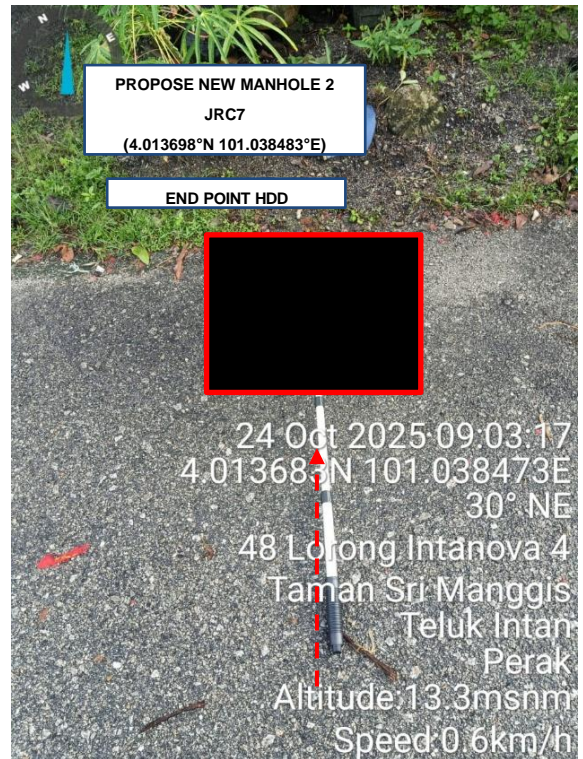 N
E
W
PROPOSE NEW MANHOLE 2
JRC7
(4.013698°N 101.038483°E)
END POINT HDD
24 Oct 2025 09:03:17
4.013683N 101.038473E
30° NE
48 Lorong Intanova 4
Taman Sri Manggis
Teluk Intan
Perak
Altitude:13.3msnm
Speed:0.6km/h